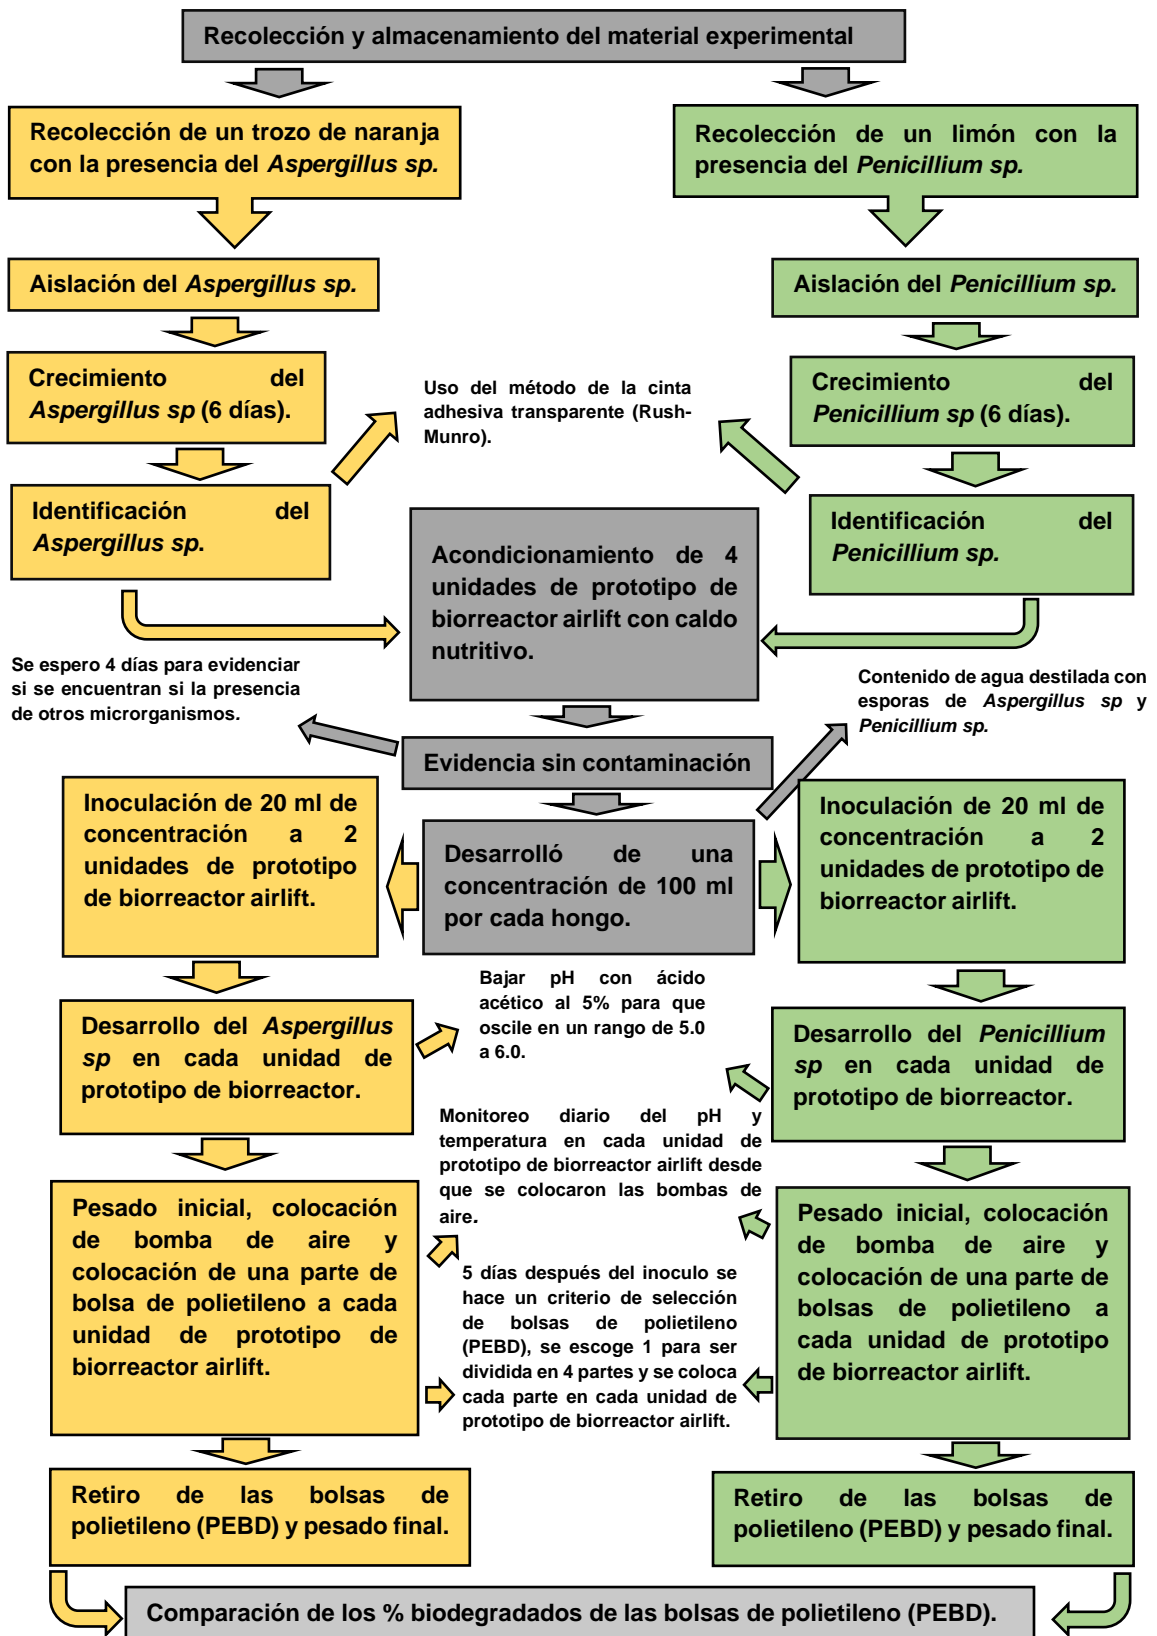 Recolección y almacenamiento del material experimental
Recolección de un trozo de naranja
con la presencia del Aspergillus sp.
Recolección de un limón con la
presencia del Penicillium sp.
Aislación del Aspergillus sp.
Aislación del Penicillium sp.
Crecimiento del
Aspergillus sp (6 días).
Uso del método de la cinta
adhesiva transparente (Rush-
Munro).
Crecimiento del
Penicillium sp (6 días).
Identificación del
Aspergillus sp.
Identificación del
Penicillium sp.
Acondicionamiento de 4
unidades de prototipo de
biorreactor airlift con caldo
nutritivo.
Se espero 4 días para evidenciar
si se encuentran si la presencia
de otros microrganismos.
Contenido de agua destilada con
esporas de Aspergillus sp y
Penicillium sp.
Evidencia sin contaminación
Inoculación de 20 ml de
concentración a 2
unidades de prototipo
de biorreactor airlift.
Desarrolló de una
concentración de 100 ml
por cada hongo.
Inoculación de 20 ml de
concentración a 2
unidades de prototipo de
biorreactor airlift.
Bajar pH con ácido
acético al 5% para que
oscile en un rango de 5.0
a 6.0.
Desarrollo del Aspergillus
sp en cada unidad de
prototipo de biorreactor.
Desarrollo del Penicillium
sp en cada unidad de
prototipo de biorreactor.
Monitoreo diario del pH y
temperatura en cada unidad de
prototipo de biorreactor airlift desde
que se colocaron las bombas de
aire.
Pesado inicial, colocación
de bomba de aire y
colocación de una parte de
bolsa de polietileno a cada
unidad de prototipo de
biorreactor airlift.
5 días después del inoculo se
hace un criterio de selección
de bolsas de polietileno
(PEBD), se escoge 1 para ser
dividida en 4 partes y se coloca
cada parte en cada unidad de
prototipo de biorreactor airlift.
Pesado inicial, colocación
de bomba de aire y
colocación de una parte de
bolsas de polietileno a
cada unidad de prototipo
de biorreactor airlift.
Retiro de las bolsas de
polietileno (PEBD) y pesado final.
Retiro de las bolsas de
polietileno (PEBD) y pesado final.
Comparación de los % biodegradados de las bolsas de polietileno (PEBD).